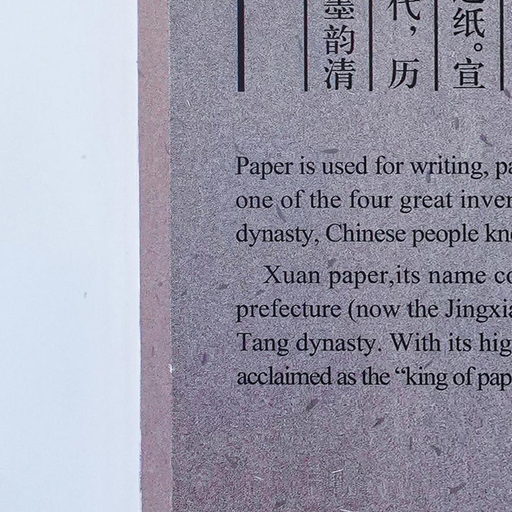 纸。宣
代，历
墨韵清
Paper is used for writing, pa
one of the four great inven
dynasty, Chinese people kn
Xuan paper,its name co
prefecture (now the Jingxia
Tang dynasty. With its hig
acclaimed as the “king of pap